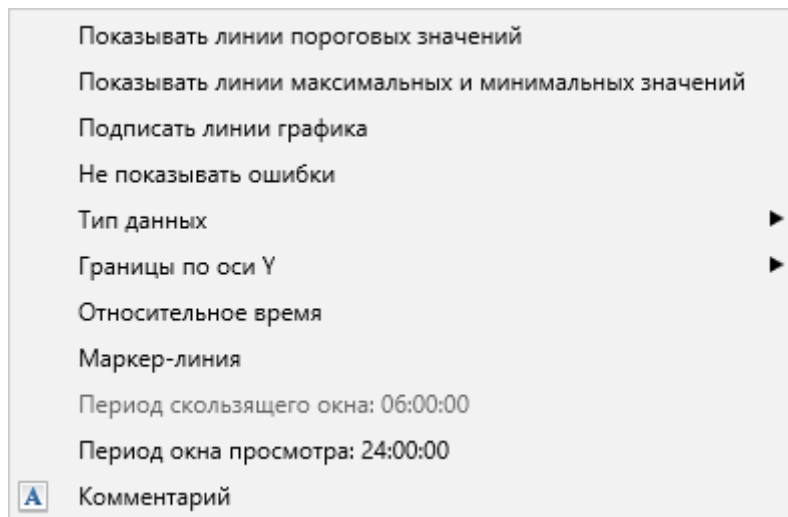 Показывать линии пороговых значений
Показывать линии максимальных и минимальных значений
Подписать линии графика
Не показывать ошибки
Тип данных
Границы по оси Y
Относительное время
Маркер-линия
Период скользящего окна: 06:00:00
Период окна просмотра: 24:00:00
A Комментарий